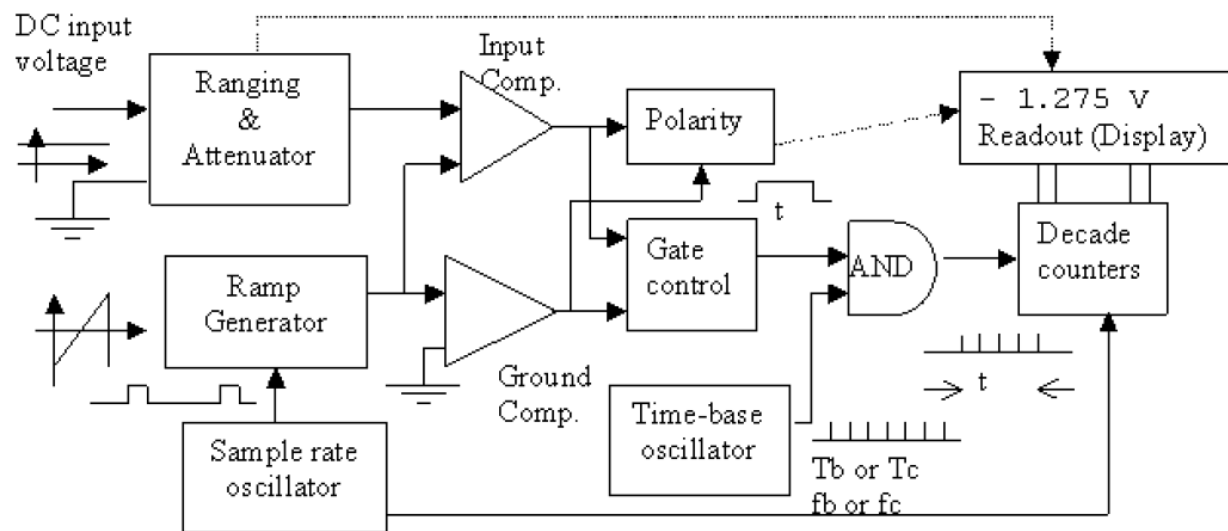 DC input
voltage
Ranging
&
Attenuator
Input
Comp.
Polarity
- 1.275 V
Readout (Display)
t
Gate
control
AND
Decade
counters
Ramp
Generator
Ground
Comp.
t
Time-base
oscillator
Tb or Tc
fb or fc
Sample rate
oscillator